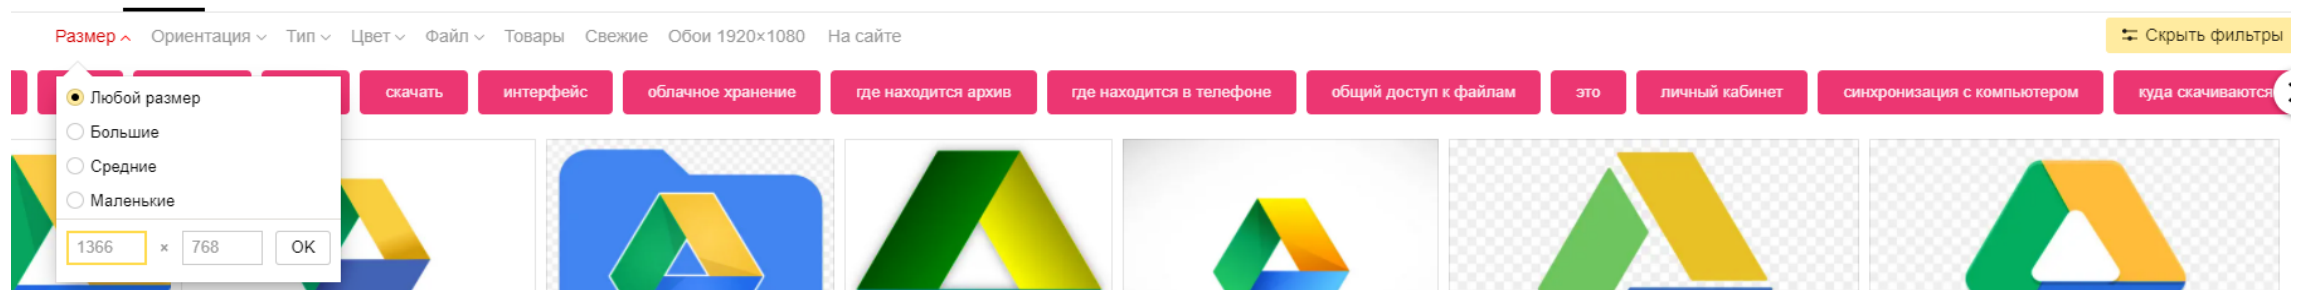 Размер Ориентация Тип Цвет Файл Товары Свежие Обои 1920×1080 На сайте Скрыть фильтры
скачать интерфейс облачное хранение где находится архив где находится в телефоне общий доступ к файлам это личный кабинет синхронизация с компьютером куда скачиваются
Любой размер
Большие
Средние
Маленькие
1366 × 768 OK